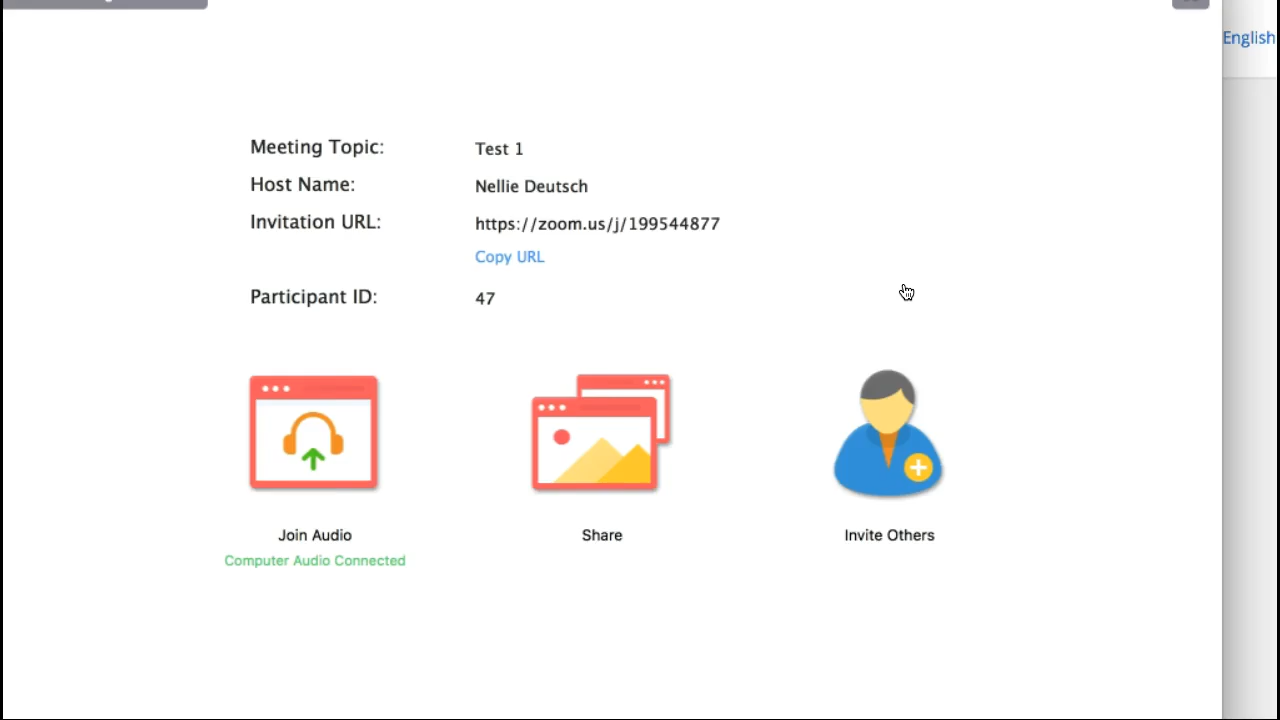 English
Meeting Topic: Test 1
Host Name: Nellie Deutsch
Invitation URL: https://zoom.us/j/199544877
Copy URL
Participant ID: 47
Join Audio Share Invite Others
Computer Audio Connected